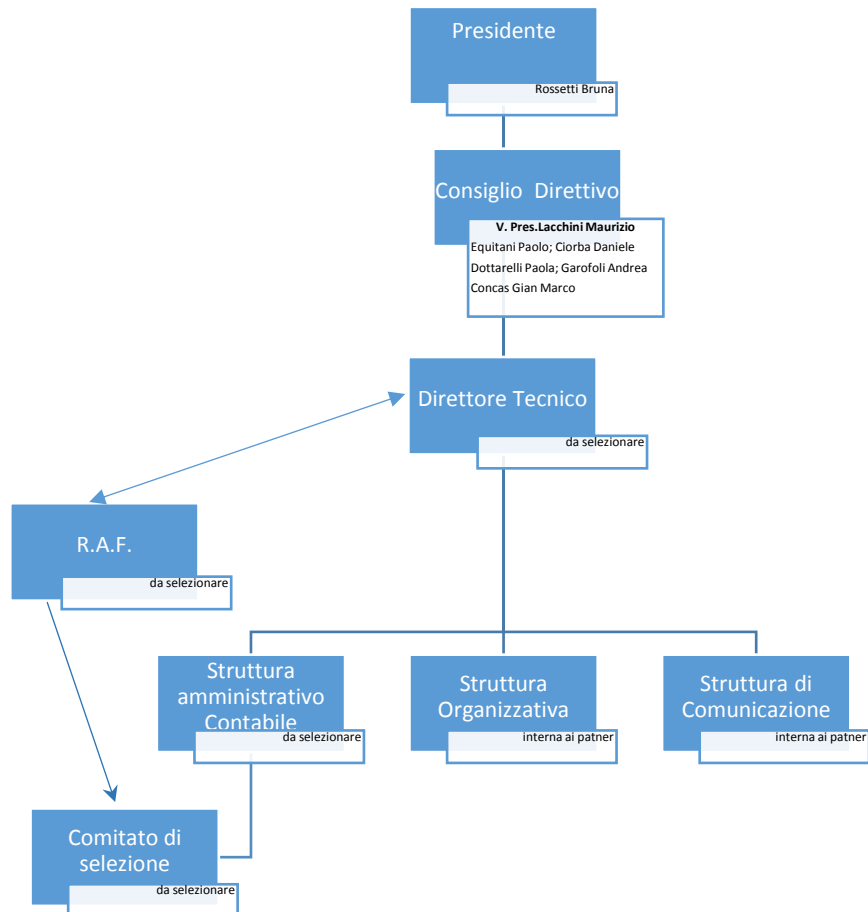 Presidente
Rossetti Bruna
Consiglio Direttivo
V. Pres.Lacchini Maurizio
Equitani Paolo; Ciorba Daniele
Dottarelli Paola; Garofoli Andrea
Concas Gian Marco
Direttore Tecnico
da selezionare
R.A.F.
da selezionare
Struttura
amministrativo
Contabile
da selezionare
Struttura
Organizzativa
interna ai patner
Struttura di
Comunicazione
interna ai patner
Comitato di
selezione
da selezionare